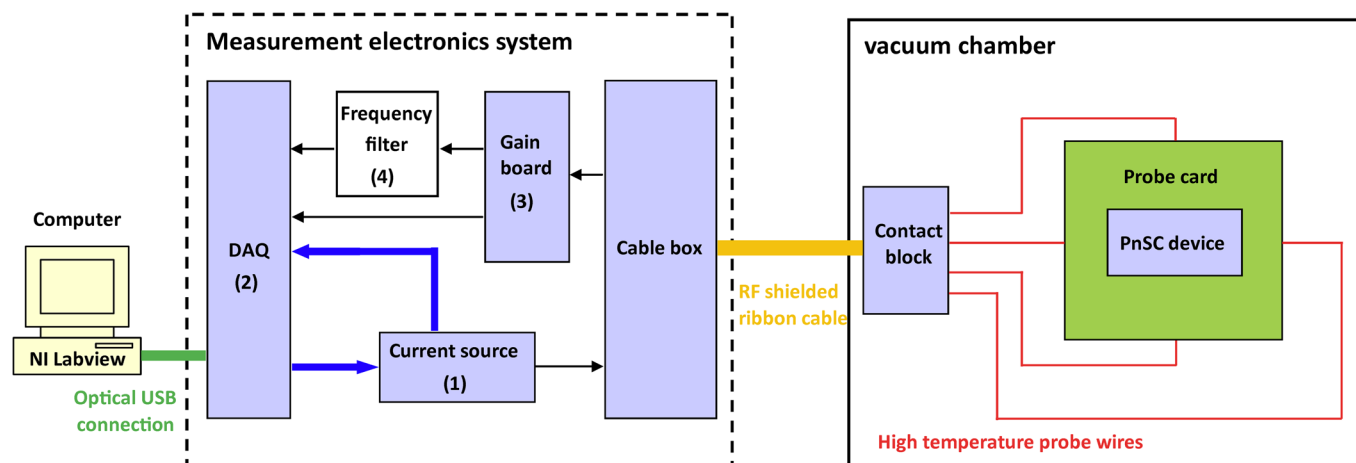 Measurement electronics system
vacuum chamber
Frequency
filter
(4)
Gain
board
(3)
Probe card
Computer
DAQ
(2)
Cable box
Contact
block
PnSC device
RF shielded
ribbon cable
NI Labview
Current source
(1)
Optical USB
connection
High temperature probe wires